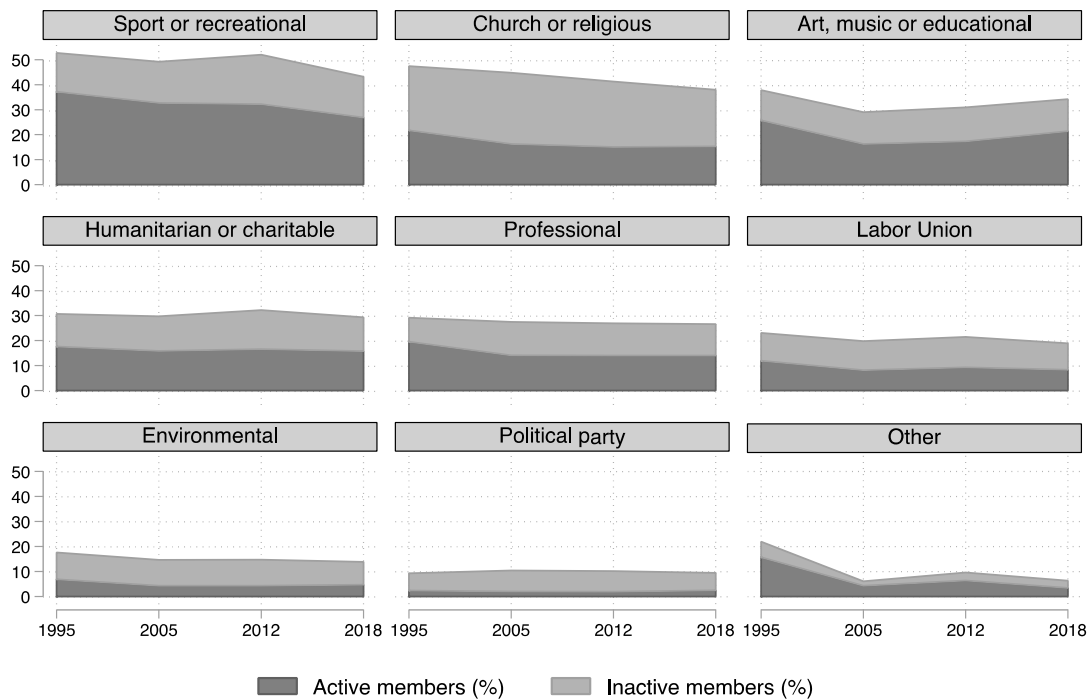 Sport or recreational
Church or religious
Art, music or educational
50
40
30
20
10
0
Humanitarian or charitable
Professional
Labor Union
50
40
30
20
10
0
Environmental
Political party
Other
50
40
30
20
10
0
1995 2005 2012 2018
1995 2005 2012 2018
1995 2005 2012 2018
Active members (%)
Inactive members (%)